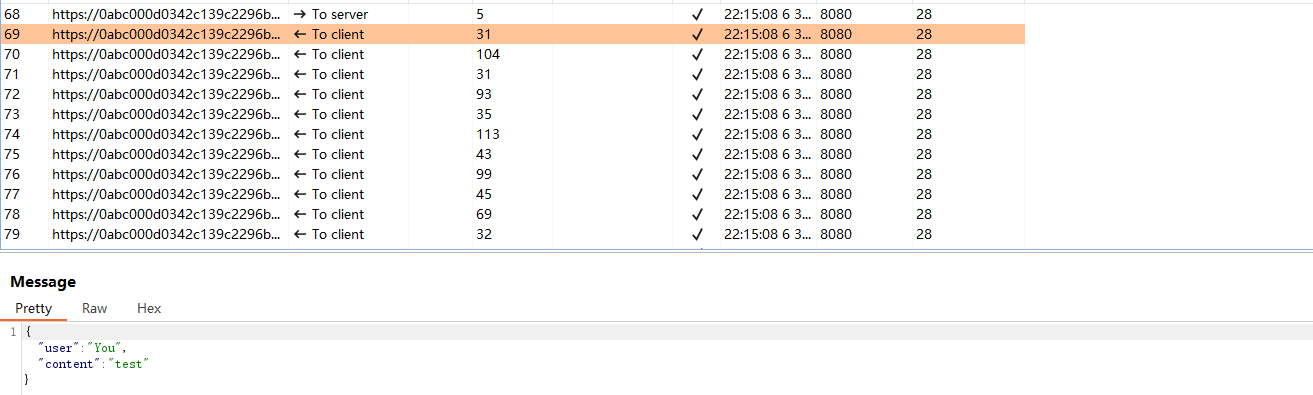 68 https://0abc000d0342c139c2296b... → To server 5 ✓ 22:15:08 6 3... 8080 28
69 https://0abc000d0342c139c2296b... ← To client 31 ✓ 22:15:08 6 3... 8080 28
70 https://0abc000d0342c139c2296b... ← To client 104 ✓ 22:15:08 6 3... 8080 28
71 https://0abc000d0342c139c2296b... ← To client 31 ✓ 22:15:08 6 3... 8080 28
72 https://0abc000d0342c139c2296b... ← To client 93 ✓ 22:15:08 6 3... 8080 28
73 https://0abc000d0342c139c2296b... ← To client 35 ✓ 22:15:08 6 3... 8080 28
74 https://0abc000d0342c139c2296b... ← To client 113 ✓ 22:15:08 6 3... 8080 28
75 https://0abc000d0342c139c2296b... ← To client 43 ✓ 22:15:08 6 3... 8080 28
76 https://0abc000d0342c139c2296b... ← To client 99 ✓ 22:15:08 6 3... 8080 28
77 https://0abc000d0342c139c2296b... ← To client 45 ✓ 22:15:08 6 3... 8080 28
78 https://0abc000d0342c139c2296b... ← To client 69 ✓ 22:15:08 6 3... 8080 28
79 https://0abc000d0342c139c2296b... ← To client 32 ✓ 22:15:08 6 3... 8080 28
Message
Pretty Raw Hex
1 {
"user":"You",
"content":"test"
}